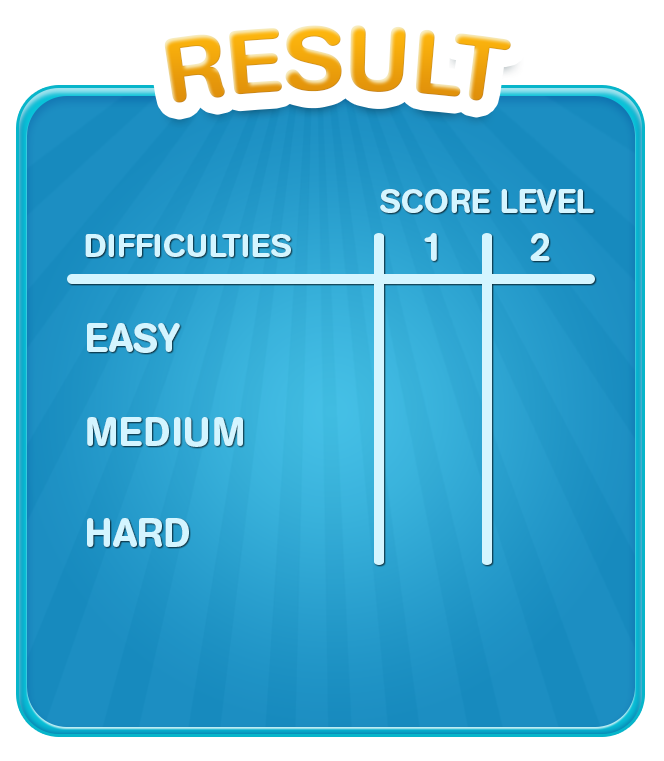 RESULT
SCORE LEVEL
DIFFICULTIES 1 2
EASY
MEDIUM
HARD